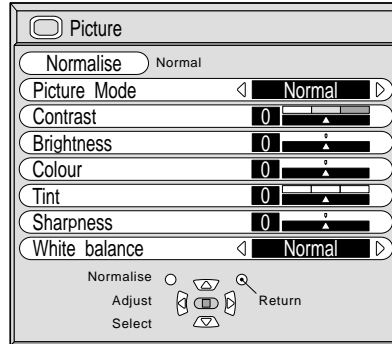 Picture
Normalise Normal
Picture Mode Normal
Contrast 0
Brightness 0
Colour 0
Tint 0
Sharpness 0
White balance Normal
Normalise
Adjust Return
Select